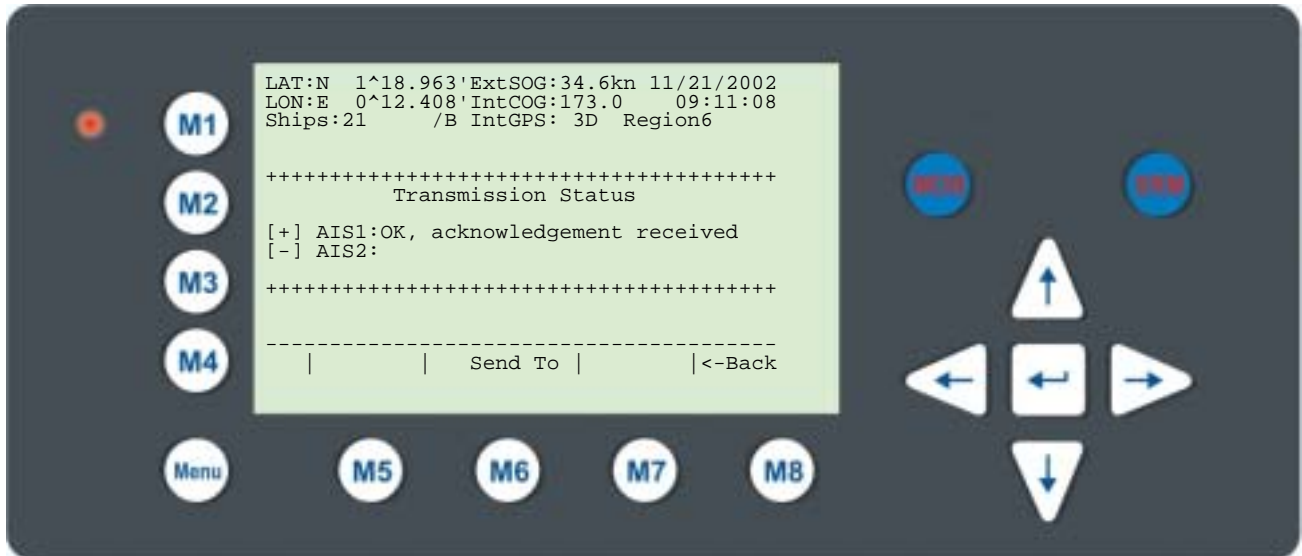 LAT:N 1^18.963'ExtSOG:34.6kn 11/21/2002
LON:E 0^12.408'IntCOG:173.0 09:11:08
Ships:21 /B IntGPS: 3D Region6
+++++++++++++++++++++++++++++++++++++++++
Transmission Status
[+] AIS1:OK, acknowledgement received
[-] AIS2:
+++++++++++++++++++++++++++++++++++++++++
-----------------------------------------
| | Send To | |<-Back
M1
M2
M3
M4
Menu
M5
M6
M7
M8